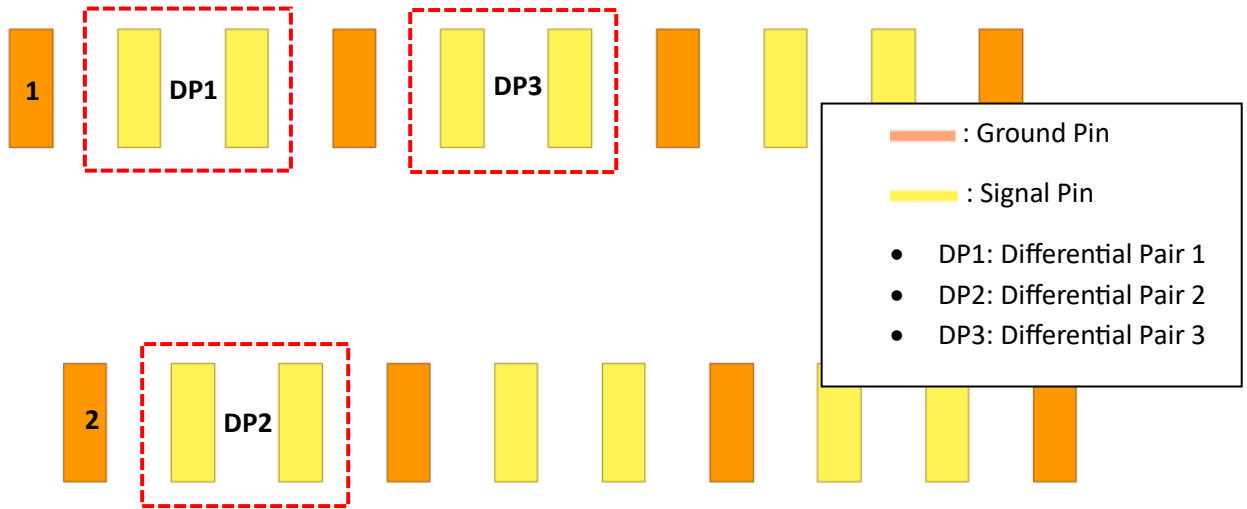 1
DP1
DP3
: Ground Pin
: Signal Pin
● DP1: Differential Pair 1
● DP2: Differential Pair 2
● DP3: Differential Pair 3
2
DP2